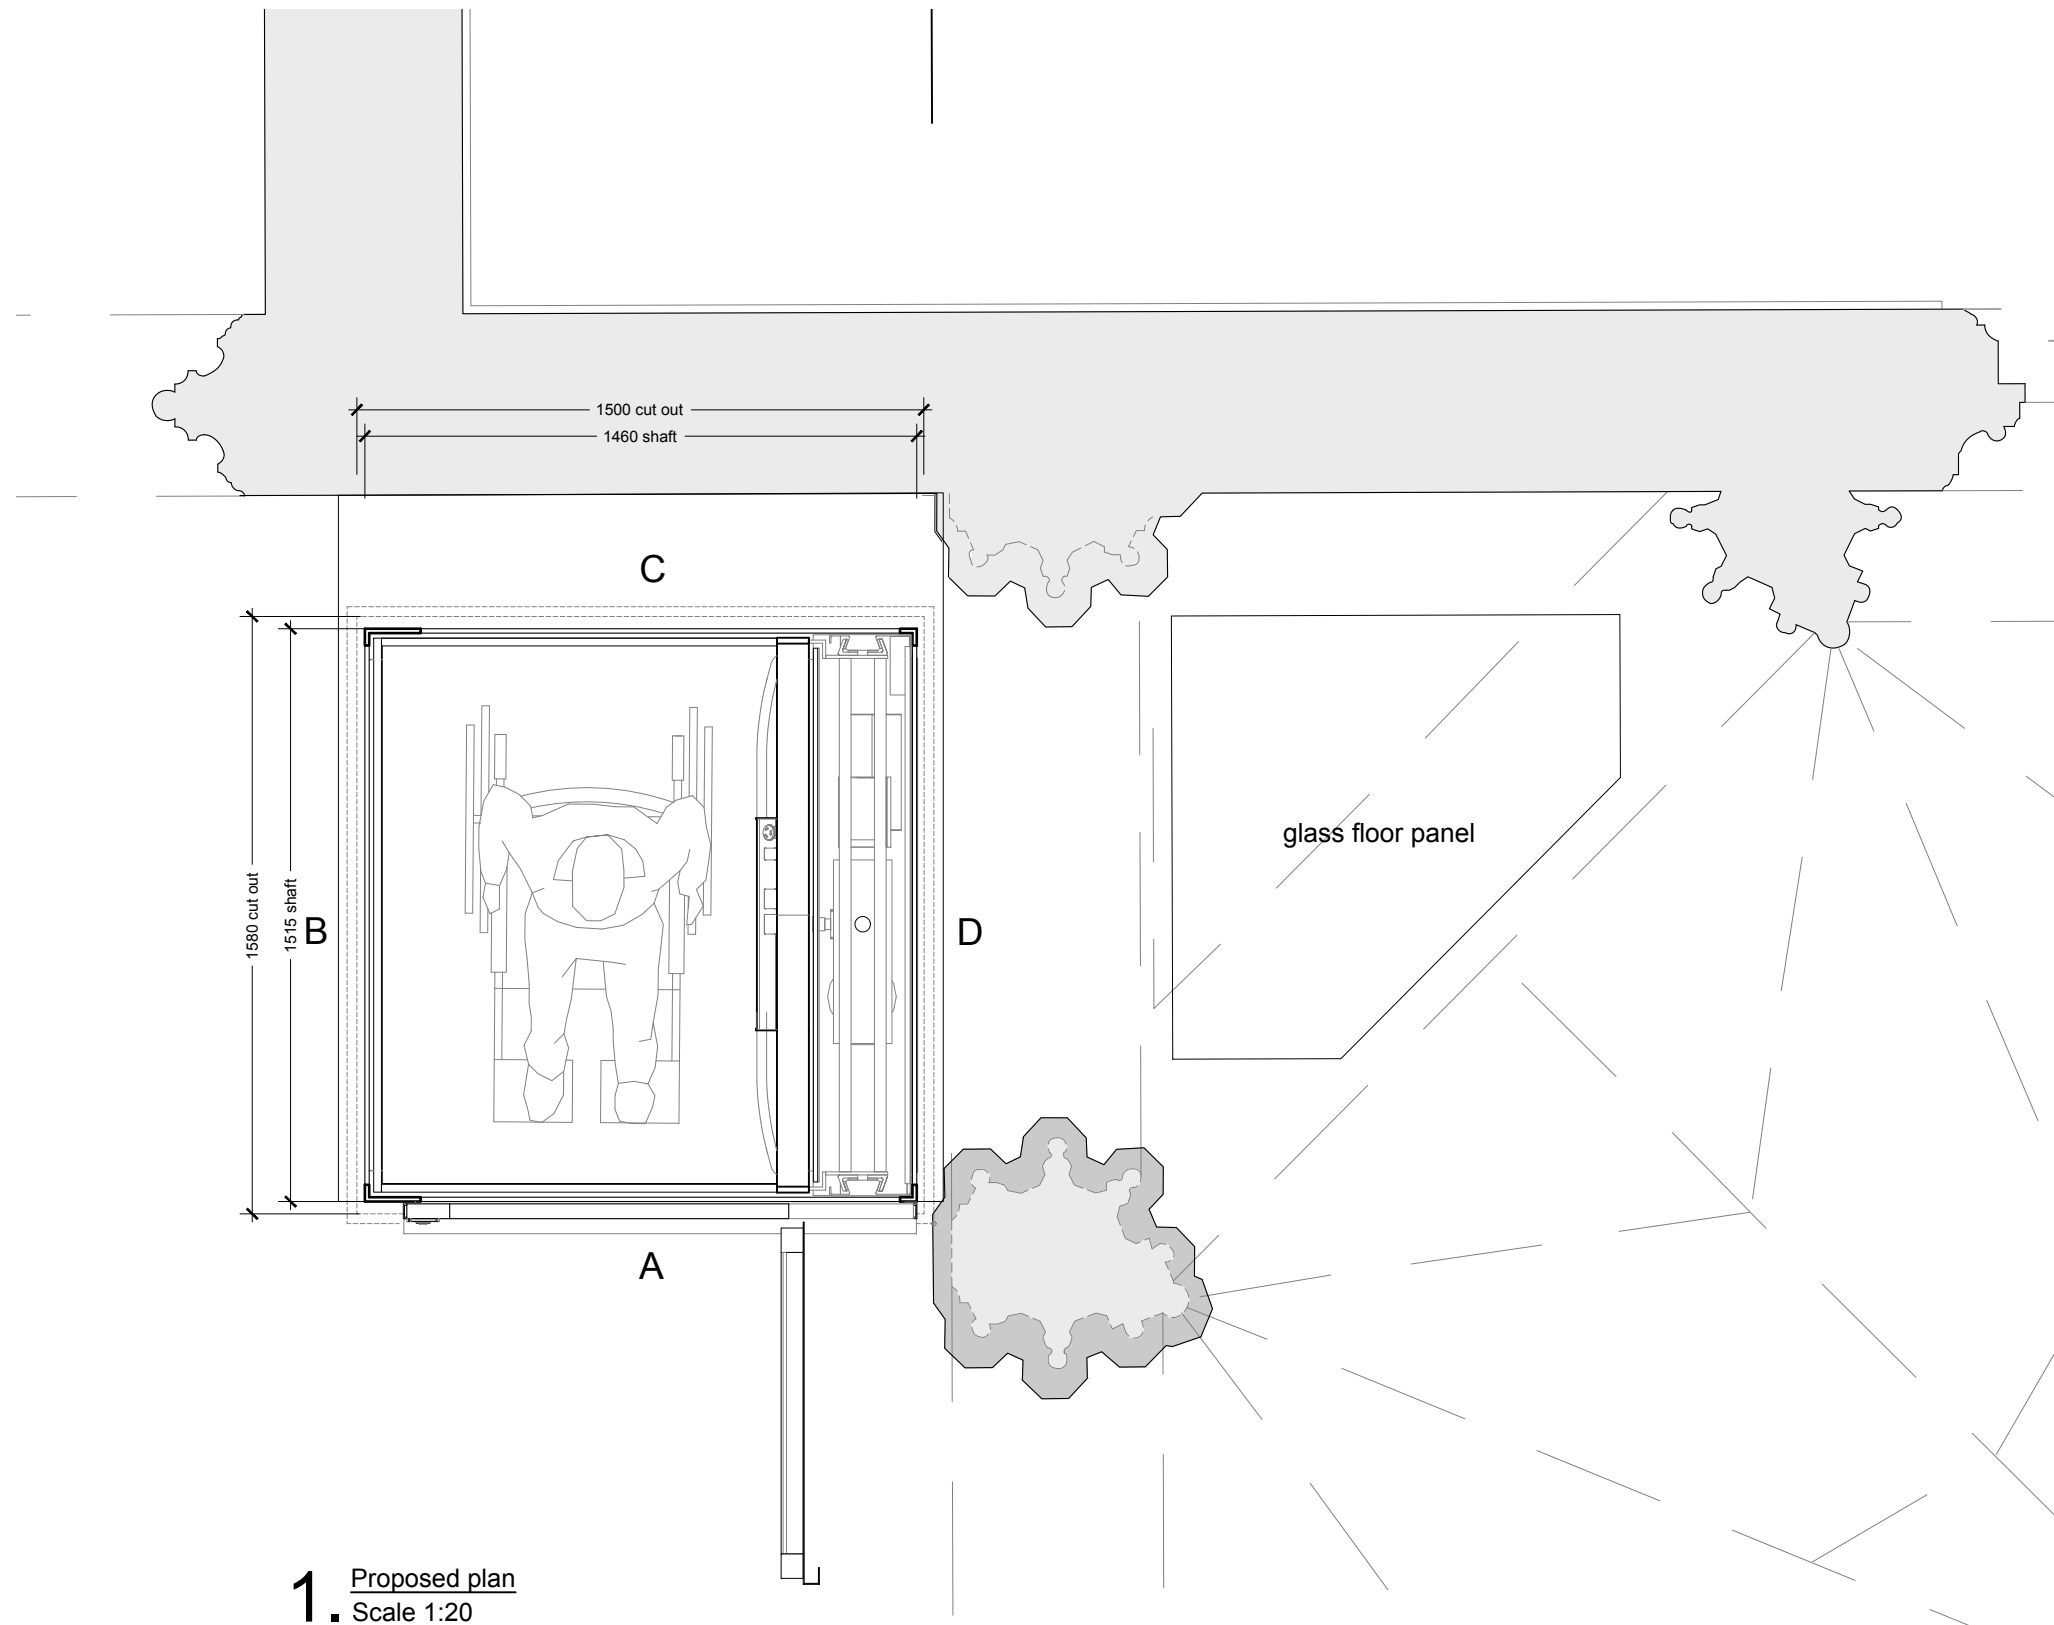 1500 cut out
1460 shaft
C
1580 cut out
1515 shaft
B
D
glass floor panel
A
1. Proposed plan
Scale 1:20